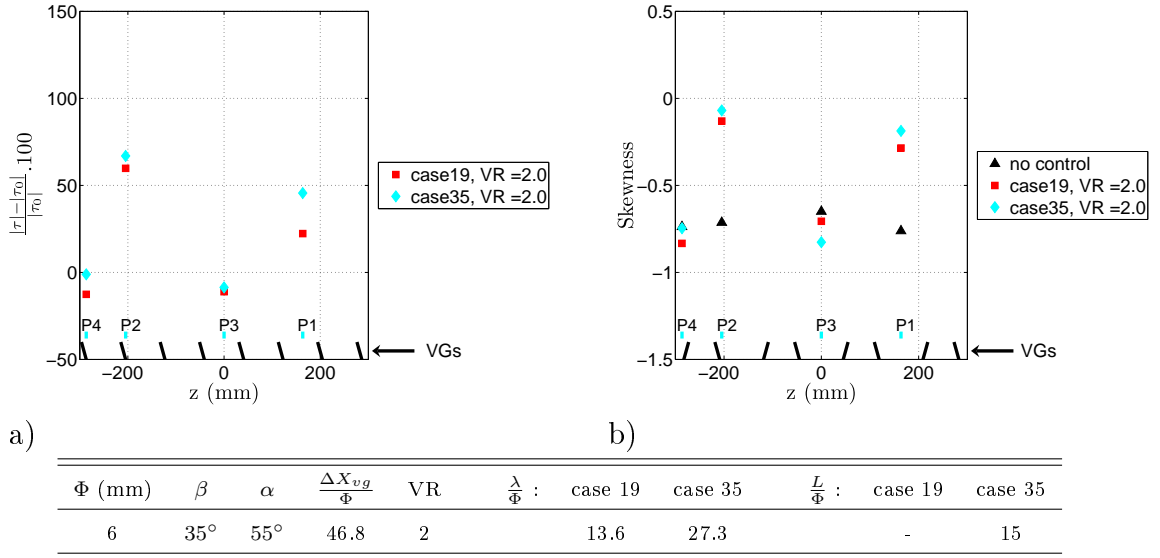 150
100
50
0
−50
|τ|−|τ0|/|τ0| .100
P4 P2 P3 P1
−200 0 200
z (mm)
VGs
case19, VR =2.0
case35, VR =2.0
a)
0.5
0
−0.5
−1
−1.5
Skewness
P4 P2 P3 P1
−200 0 200
z (mm)
VGs
no control
case19, VR =2.0
case35, VR =2.0
b)
Φ (mm) β α ΔXvg/Φ VR λ/Φ : case 19 case 35 L/Φ : case 19 case 35
6 35° 55° 46.8 2 13.6 27.3 - 15